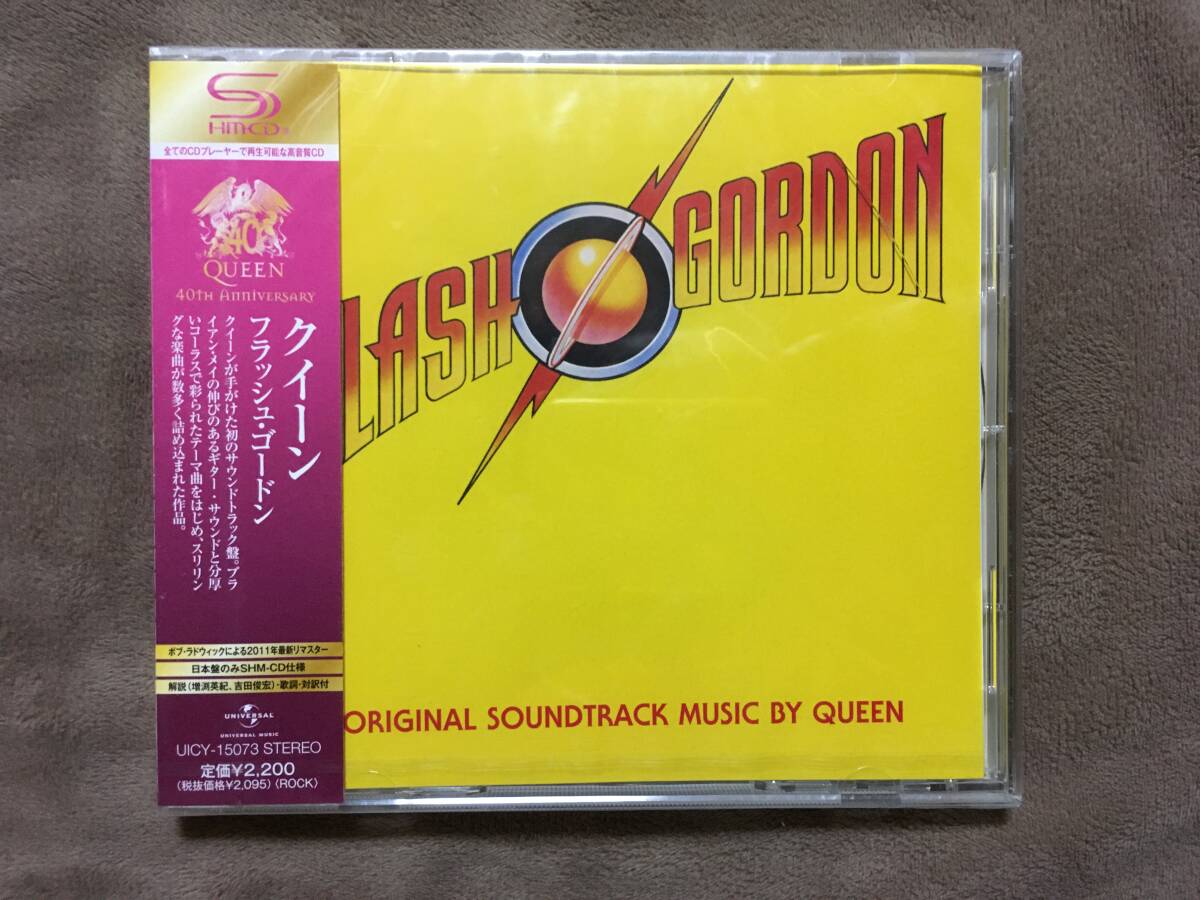 SHM-CD
全てのCDプレーヤーで再生可能な高音質CD
40
QUEEN
40TH ANNIVERSARY
クイーン
フラッシュ・ゴードン
クイーンが手がけた初のサウンドトラック盤。ブラ
イアン・メイの伸びのあるギター・サウンドと分厚
いコーラスで彩られたテーマ曲をはじめ、スリリン
グな楽曲が数多く詰め込まれた作品。
ボブ・ラドウィックによる2011年最新リマスター
日本盤のみSHM-CD仕様
解説(増渕英紀、吉田俊宏)・歌詞・対訳付
UNIVERSAL
UNIVERSAL MUSIC
UICY-15073 STEREO
定価¥2,200
(税抜価格¥2,095)〈ROCK〉
LASH GORDON
ORIGINAL SOUNDTRACK MUSIC BY QUEEN